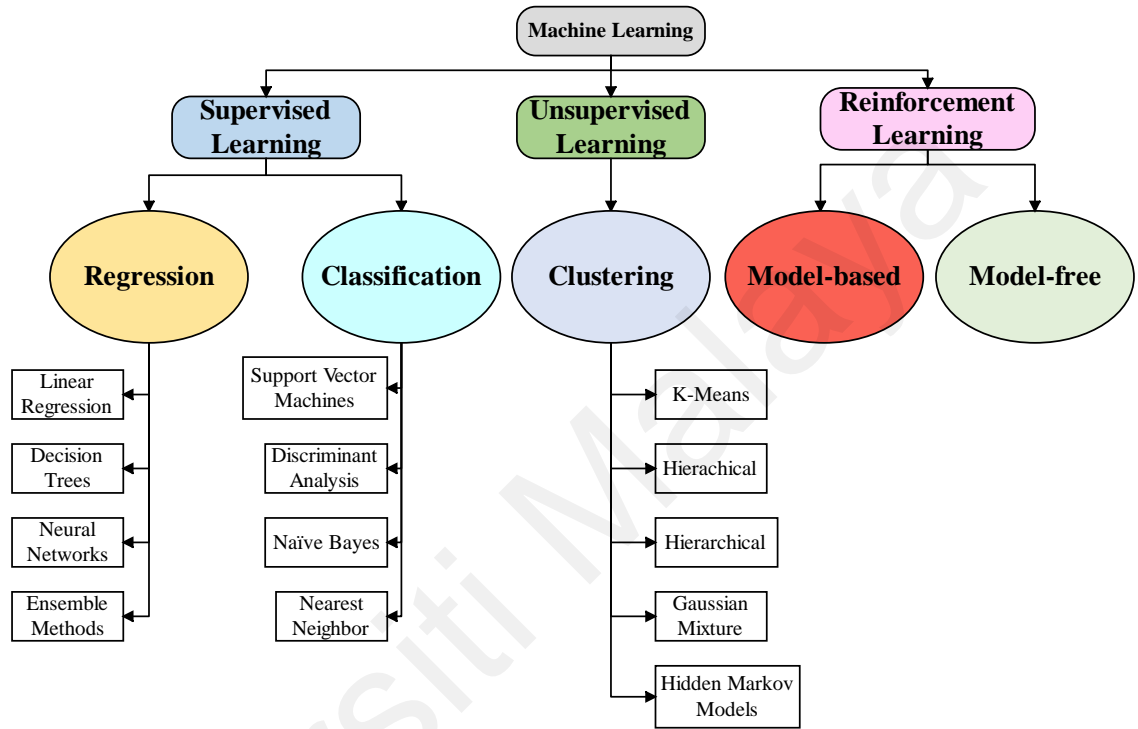 Machine Learning
Supervised
Learning
Unsupervised
Learning
Reinforcement
Learning
Regression
Classification
Clustering
Model-based
Model-free
Linear
Regression
Decision
Trees
Neural
Networks
Ensemble
Methods
Support Vector
Machines
Discriminant
Analysis
Naïve Bayes
Nearest
Neighbor
K-Means
Hierachical
Hierarchical
Gaussian
Mixture
Hidden Markov
Models
rsiti Malaya